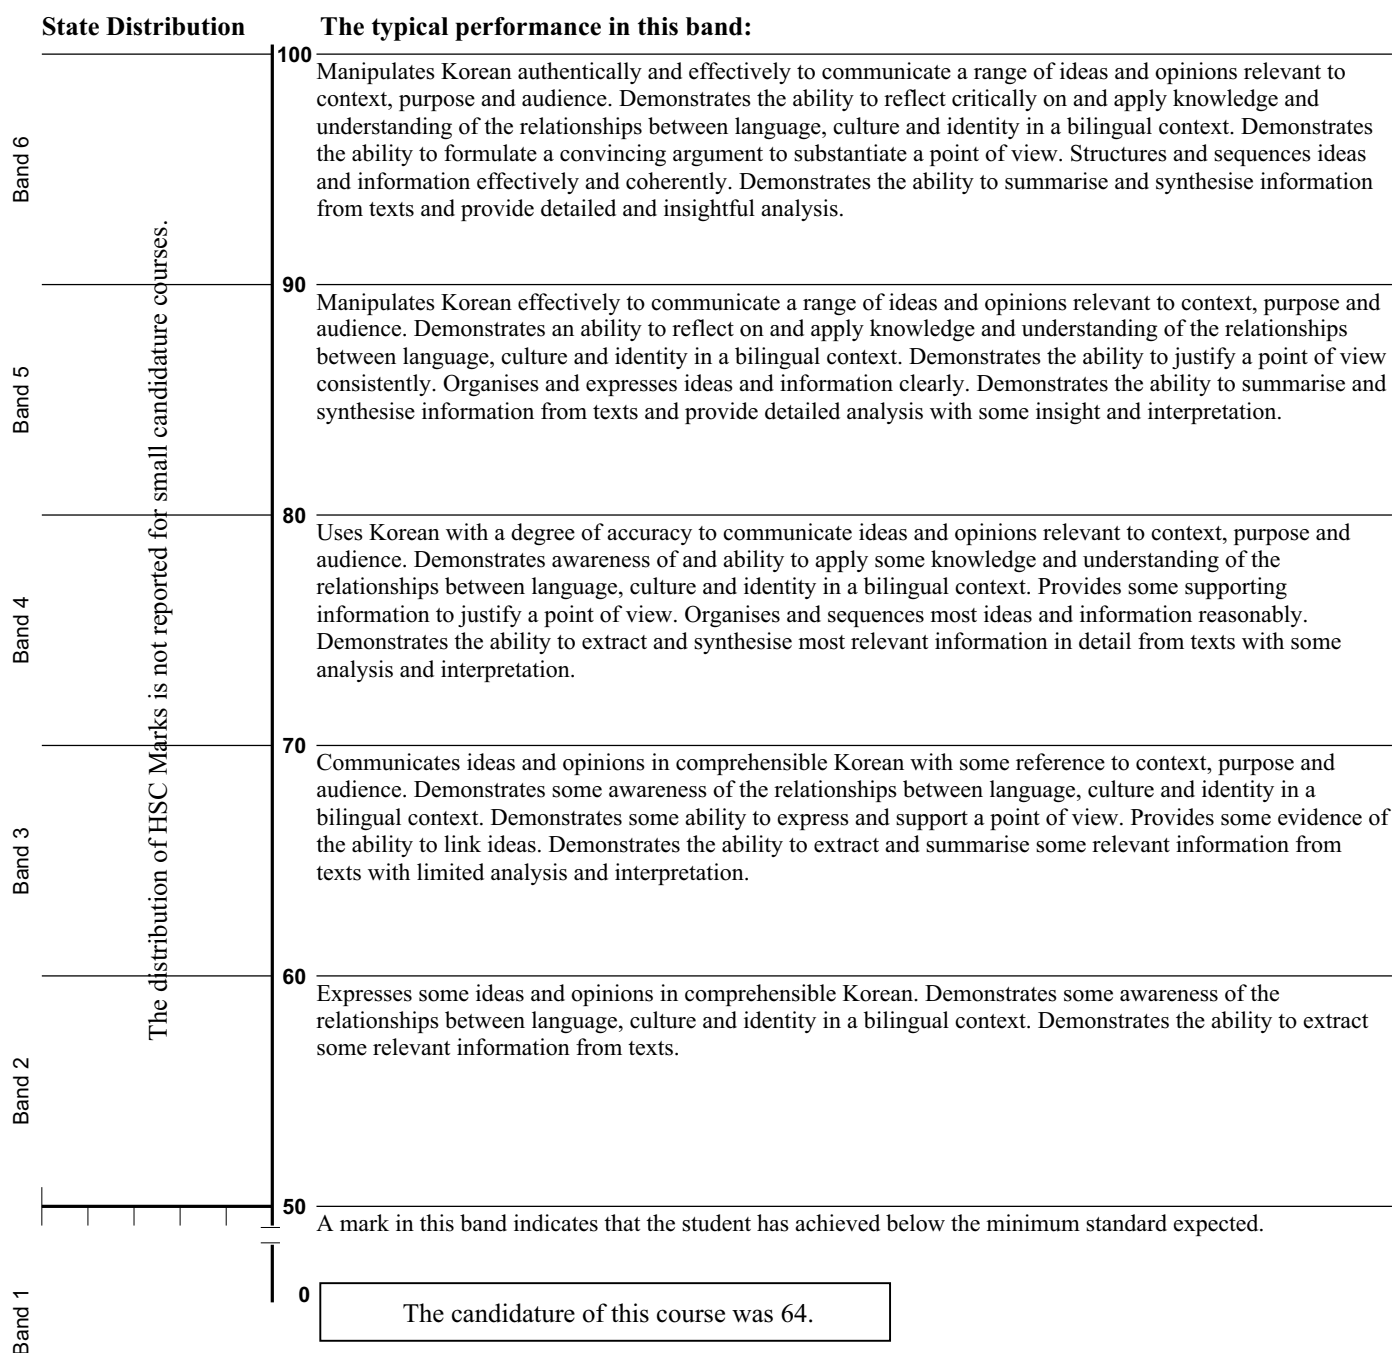 State Distribution
The typical performance in this band:
100
Manipulates Korean authentically and effectively to communicate a range of ideas and opinions relevant to
context, purpose and audience. Demonstrates the ability to reflect critically on and apply knowledge and
understanding of the relationships between language, culture and identity in a bilingual context. Demonstrates
the ability to formulate a convincing argument to substantiate a point of view. Structures and sequences ideas
and information effectively and coherently. Demonstrates the ability to summarise and synthesise information
from texts and provide detailed and insightful analysis.
Band 6
The distribution of HSC Marks is not reported for small candidature courses.
90
Manipulates Korean effectively to communicate a range of ideas and opinions relevant to context, purpose and
audience. Demonstrates an ability to reflect on and apply knowledge and understanding of the relationships
between language, culture and identity in a bilingual context. Demonstrates the ability to justify a point of view
consistently. Organises and expresses ideas and information clearly. Demonstrates the ability to summarise and
synthesise information from texts and provide detailed analysis with some insight and interpretation.
Band 5
80
Uses Korean with a degree of accuracy to communicate ideas and opinions relevant to context, purpose and
audience. Demonstrates awareness of and ability to apply some knowledge and understanding of the
relationships between language, culture and identity in a bilingual context. Provides some supporting
information to justify a point of view. Organises and sequences most ideas and information reasonably.
Demonstrates the ability to extract and synthesise most relevant information in detail from texts with some
analysis and interpretation.
Band 4
70
Communicates ideas and opinions in comprehensible Korean with some reference to context, purpose and
audience. Demonstrates some awareness of the relationships between language, culture and identity in a
bilingual context. Demonstrates some ability to express and support a point of view. Provides some evidence of
the ability to link ideas. Demonstrates the ability to extract and summarise some relevant information from
texts with limited analysis and interpretation.
Band 3
60
Expresses some ideas and opinions in comprehensible Korean. Demonstrates some awareness of the
relationships between language, culture and identity in a bilingual context. Demonstrates the ability to extract
some relevant information from texts.
Band 2
50
A mark in this band indicates that the student has achieved below the minimum standard expected.
0
Band 1
The candidature of this course was 64.